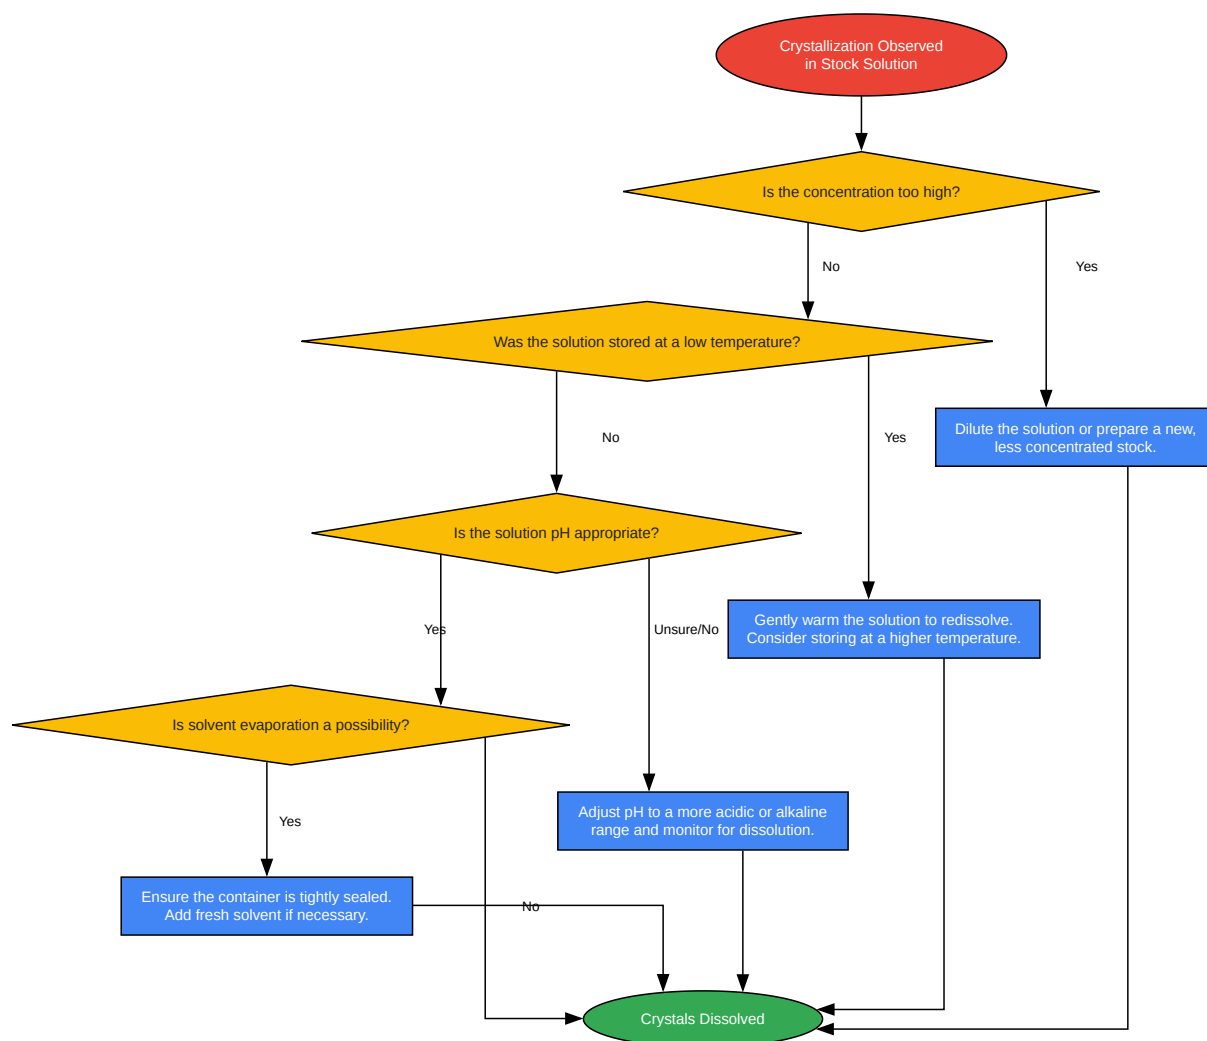 Crystallization Observed
in Stock Solution
Is the concentration too high?
No
Yes
Was the solution stored at a low temperature?
No
Yes
Dilute the solution or prepare a new,
less concentrated stock.
Is the solution pH appropriate?
Yes
Unsure/No
Gently warm the solution to redissolve.
Consider storing at a higher temperature.
Is solvent evaporation a possibility?
Yes
Adjust pH to a more acidic or alkaline
range and monitor for dissolution.
Ensure the container is tightly sealed.
Add fresh solvent if necessary.
No
Crystals Dissolved